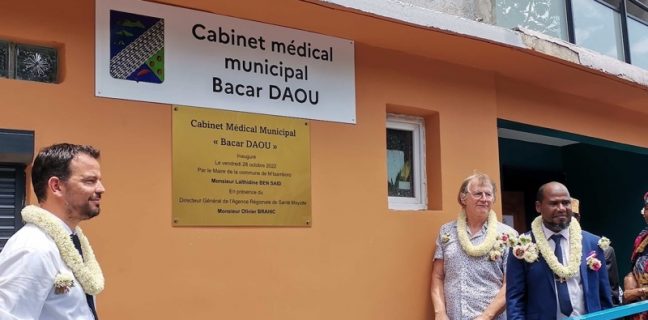 Cabinet médical
municipal
Bacar DAOU
Cabinet Médical Municipal
« Bacar DAOU »
Inauguré
Le vendredi 28 octobre 2022
Par le Maire de la commune de M'tsamboro
Monsieur Laïthidine BEN SAID
En présence du
Directeur Général de l'Agence Régionale de Santé Mayotte
Monsieur Olivier BRAHIC